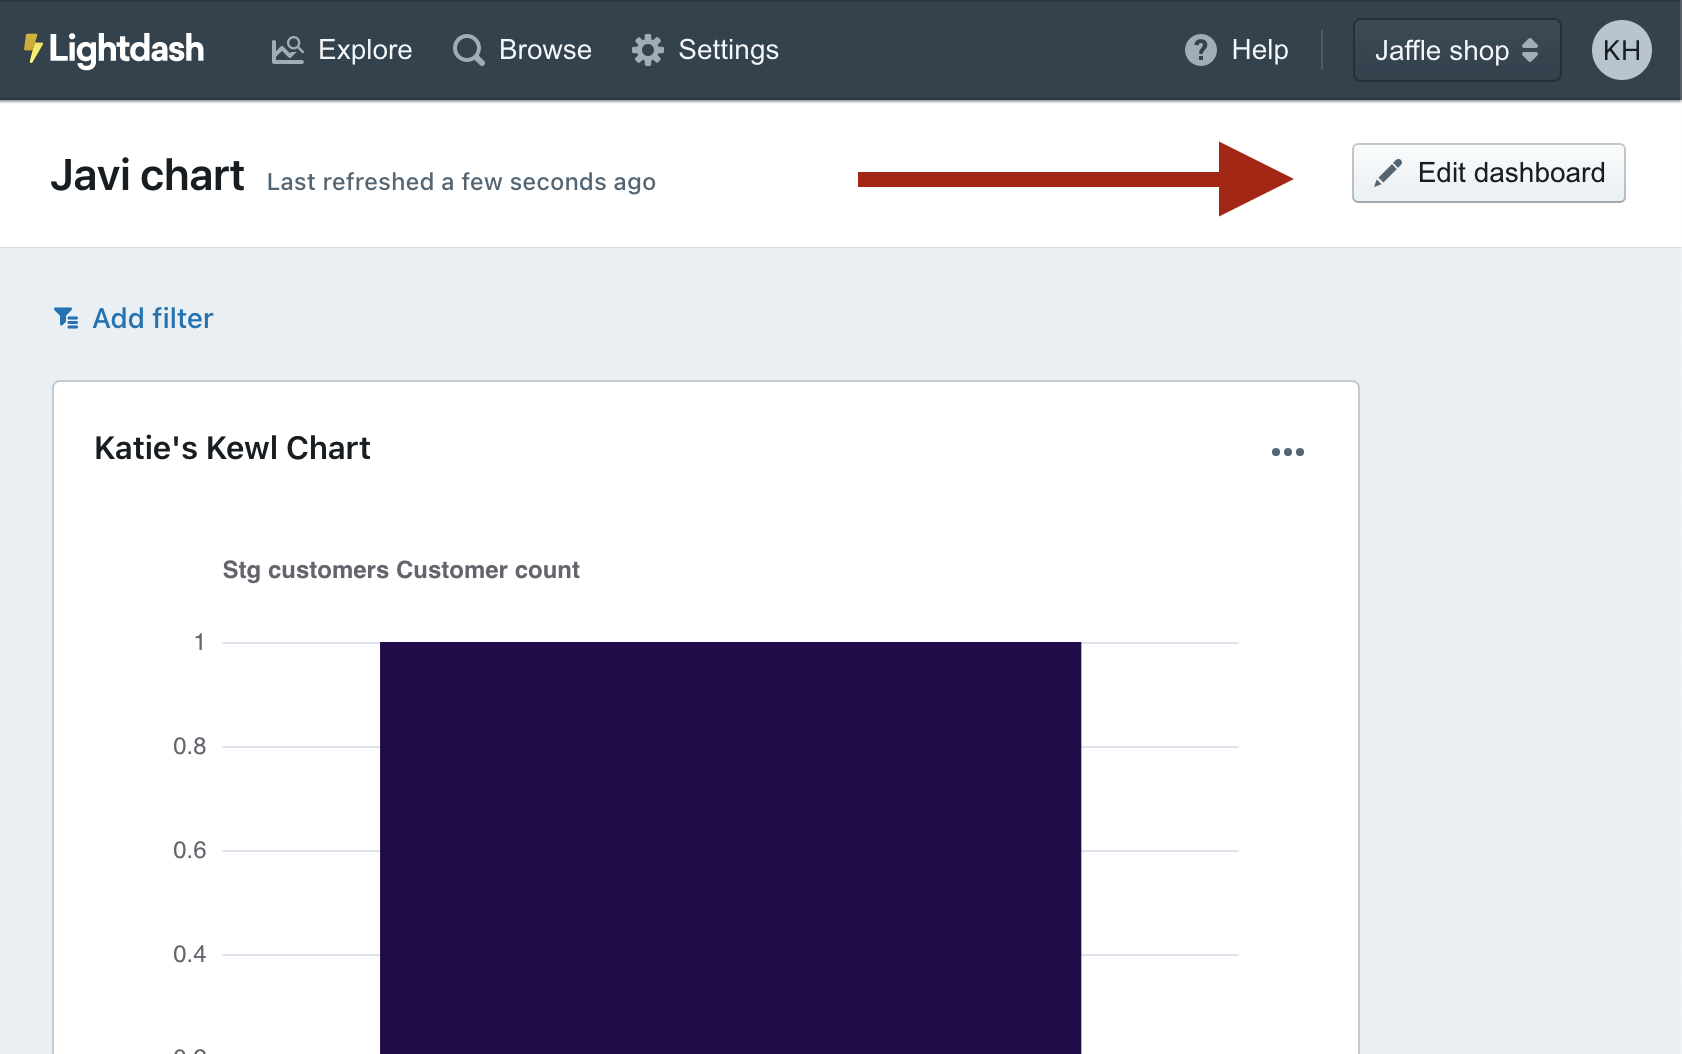 Lightdash Explore Browse Settings Help Jaffle shop KH
Javi chart Last refreshed a few seconds ago Edit dashboard
Add filter
Katie's Kewl Chart
Stg customers Customer count
1
0.8
0.6
0.4